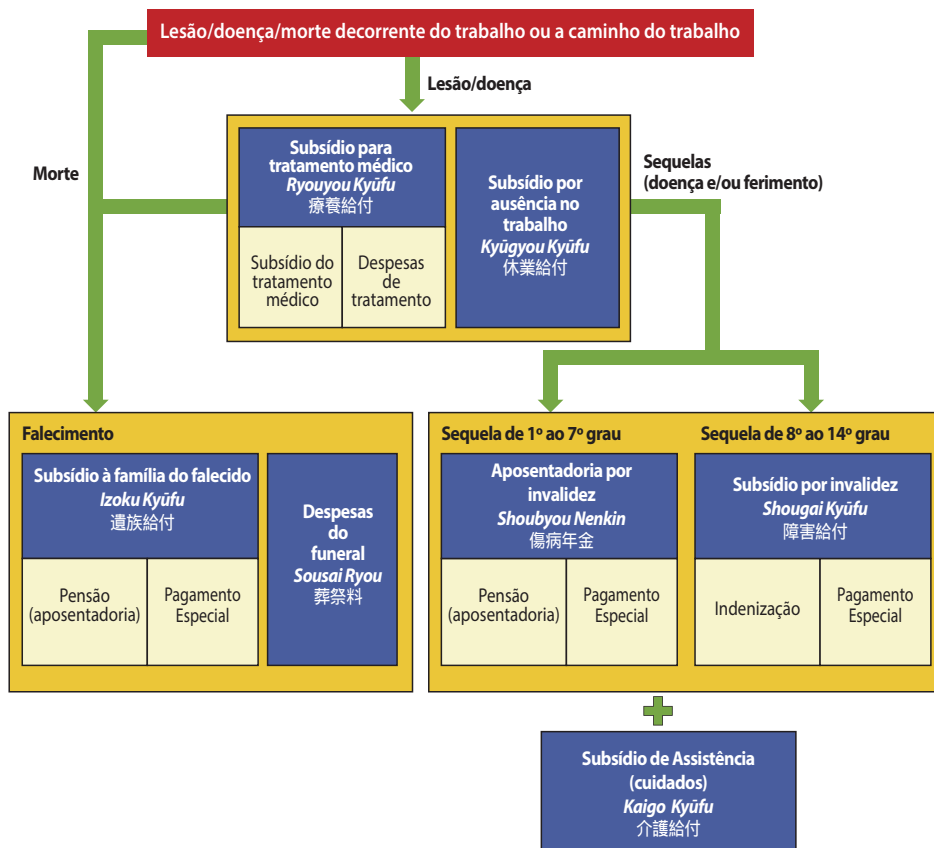 Lesão/doença/morte decorrente do trabalho ou a caminho do trabalho
Lesão/doença
Morte
Subsídio para
tratamento médico
Ryouyou Kyūfu
療養給付
Subsídio do
tratamento
médico
Despesas
de
tratamento
Subsídio por
ausência no
trabalho
Kyūgyou Kyūfu
休業給付
Sequelas
(doença e/ou ferimento)
Falecimento
Subsídio à família do falecido
Izoku Kyūfu
遺族給付
Pensão
(aposentadoria)
Pagamento
Especial
Despesas
do
funeral
Sousai Ryou
葬祭料
Sequela de 1º ao 7º grau
Aposentadoria por
invalidez
Shoubyou Nenkin
傷病年金
Pensão
(aposentadoria)
Pagamento
Especial
Sequela de 8º ao 14º grau
Subsídio por invalidez
Shougai Kyūfu
障害給付
Indenização
Pagamento
Especial
Subsídio de Assistência
(cuidados)
Kaigo Kyūfu
介護給付